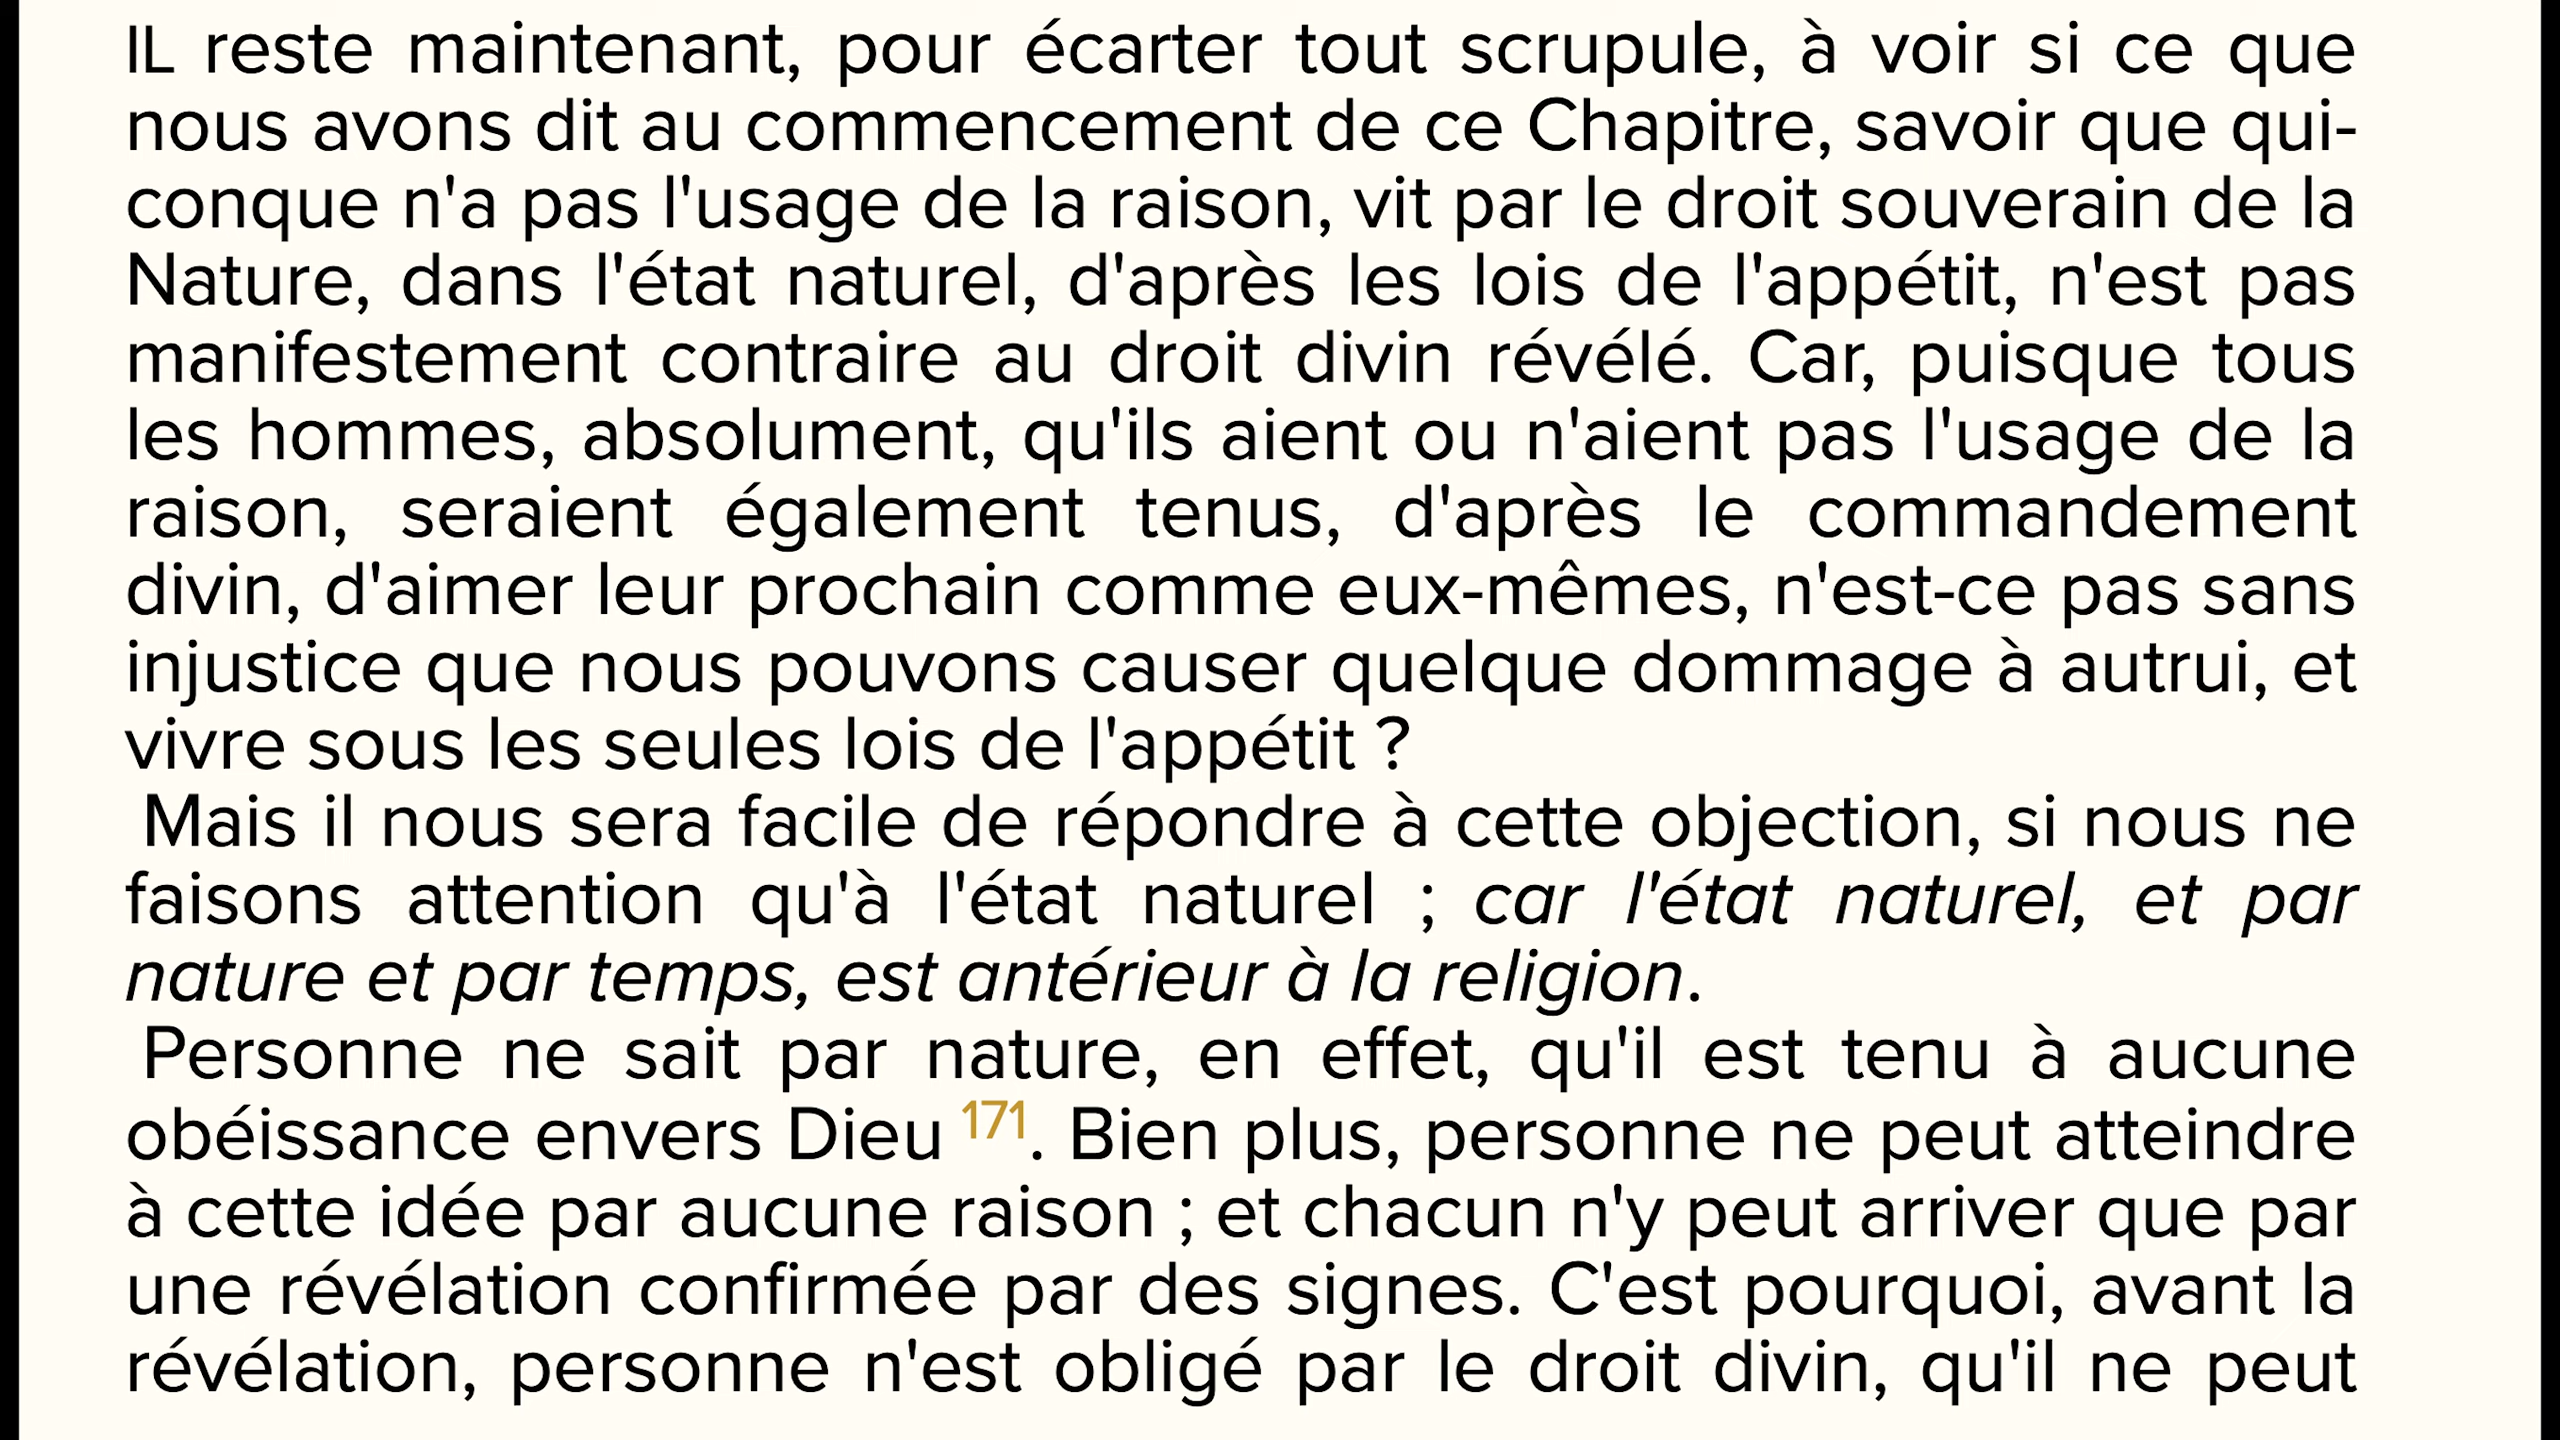 IL reste maintenant, pour écarter tout scrupule, à voir si ce que
nous avons dit au commencement de ce Chapitre, savoir que qui-
conque n'a pas l'usage de la raison, vit par le droit souverain de la
Nature, dans l'état naturel, d'après les lois de l'appétit, n'est pas
manifestement contraire au droit divin révélé. Car, puisque tous
les hommes, absolument, qu'ils aient ou n'aient pas l'usage de la
raison, seraient également tenus, d'après le commandement
divin, d'aimer leur prochain comme eux-mêmes, n'est-ce pas sans
injustice que nous pouvons causer quelque dommage à autrui, et
vivre sous les seules lois de l'appétit ?
Mais il nous sera facile de répondre à cette objection, si nous ne
faisons attention qu'à l'état naturel ; car l'état naturel, et par
nature et par temps, est antérieur à la religion.
Personne ne sait par nature, en effet, qu'il est tenu à aucune
obéissance envers Dieu 171. Bien plus, personne ne peut atteindre
à cette idée par aucune raison ; et chacun n'y peut arriver que par
une révélation confirmée par des signes. C'est pourquoi, avant la
révélation, personne n'est obligé par le droit divin, qu'il ne peut